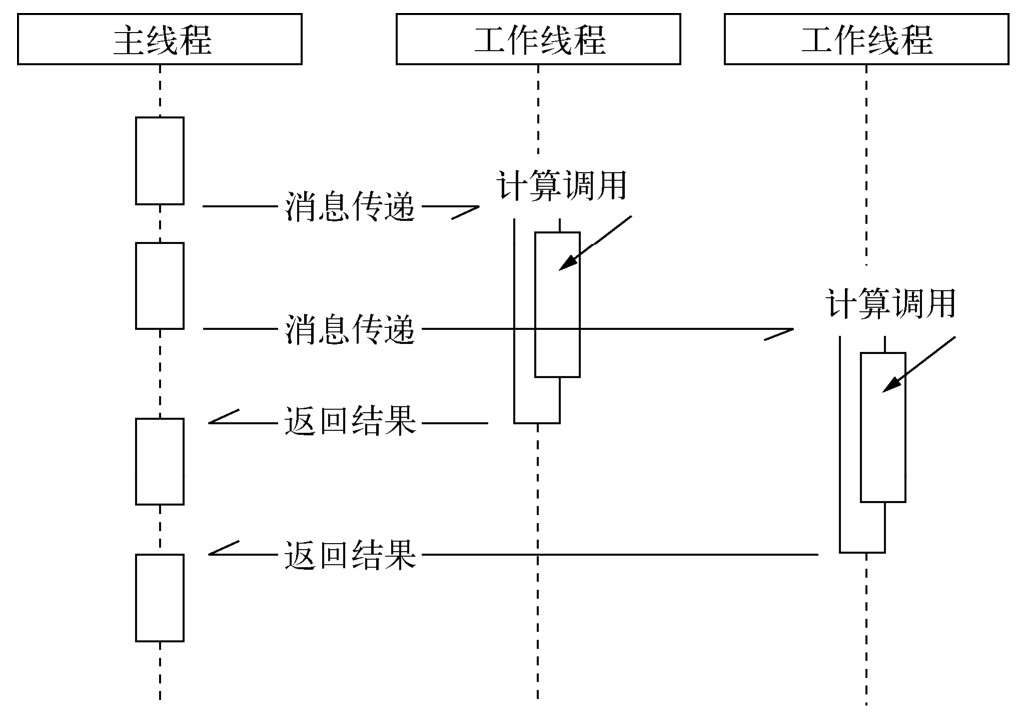 主线程
工作线程
工作线程
计算调用
消息传递
计算调用
消息传递
返回结果
返回结果